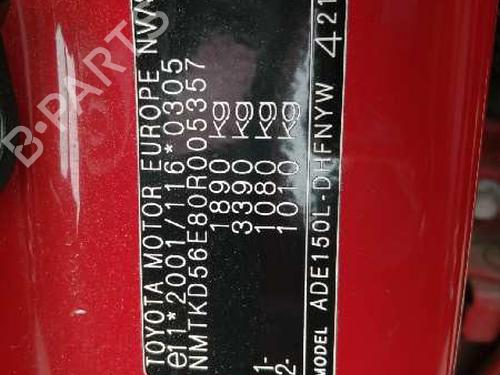 TOYOTA MOTOR EUROPE NV
e11*2001/116*0305
NMTKD56E80R005357
1890 kg
3390 kg
1- 1080 kg
2- 1010 kg
MODEL ADE150L-DHFNYW 421
B-PARTS